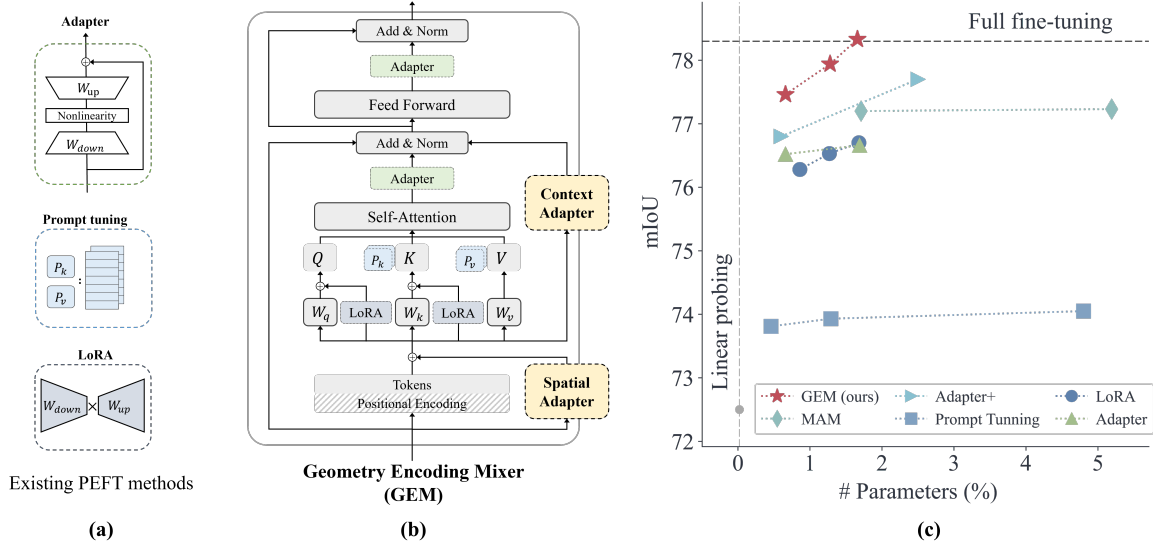 Adapter
W_up
Nonlinearity
W_down
Prompt tuning
P_k
P_v
:
LoRA
W_down × W_up
Existing PEFT methods
(a)
Add & Norm
Adapter
Feed Forward
Add & Norm
Adapter
Context
Adapter
Self-Attention
Q P_k K P_v V
W_q LoRA W_k LoRA W_v
Tokens
Positional Encoding
Spatial
Adapter
Geometry Encoding Mixer
(GEM)
(b)
Full fine-tuning
78
77
76
75
74
73
72
mIoU
Linear probing
GEM (ours)
MAM
Adapter+
Prompt Tunning
LoRA
Adapter
0 1 2 3 4 5
# Parameters (%)
(c)